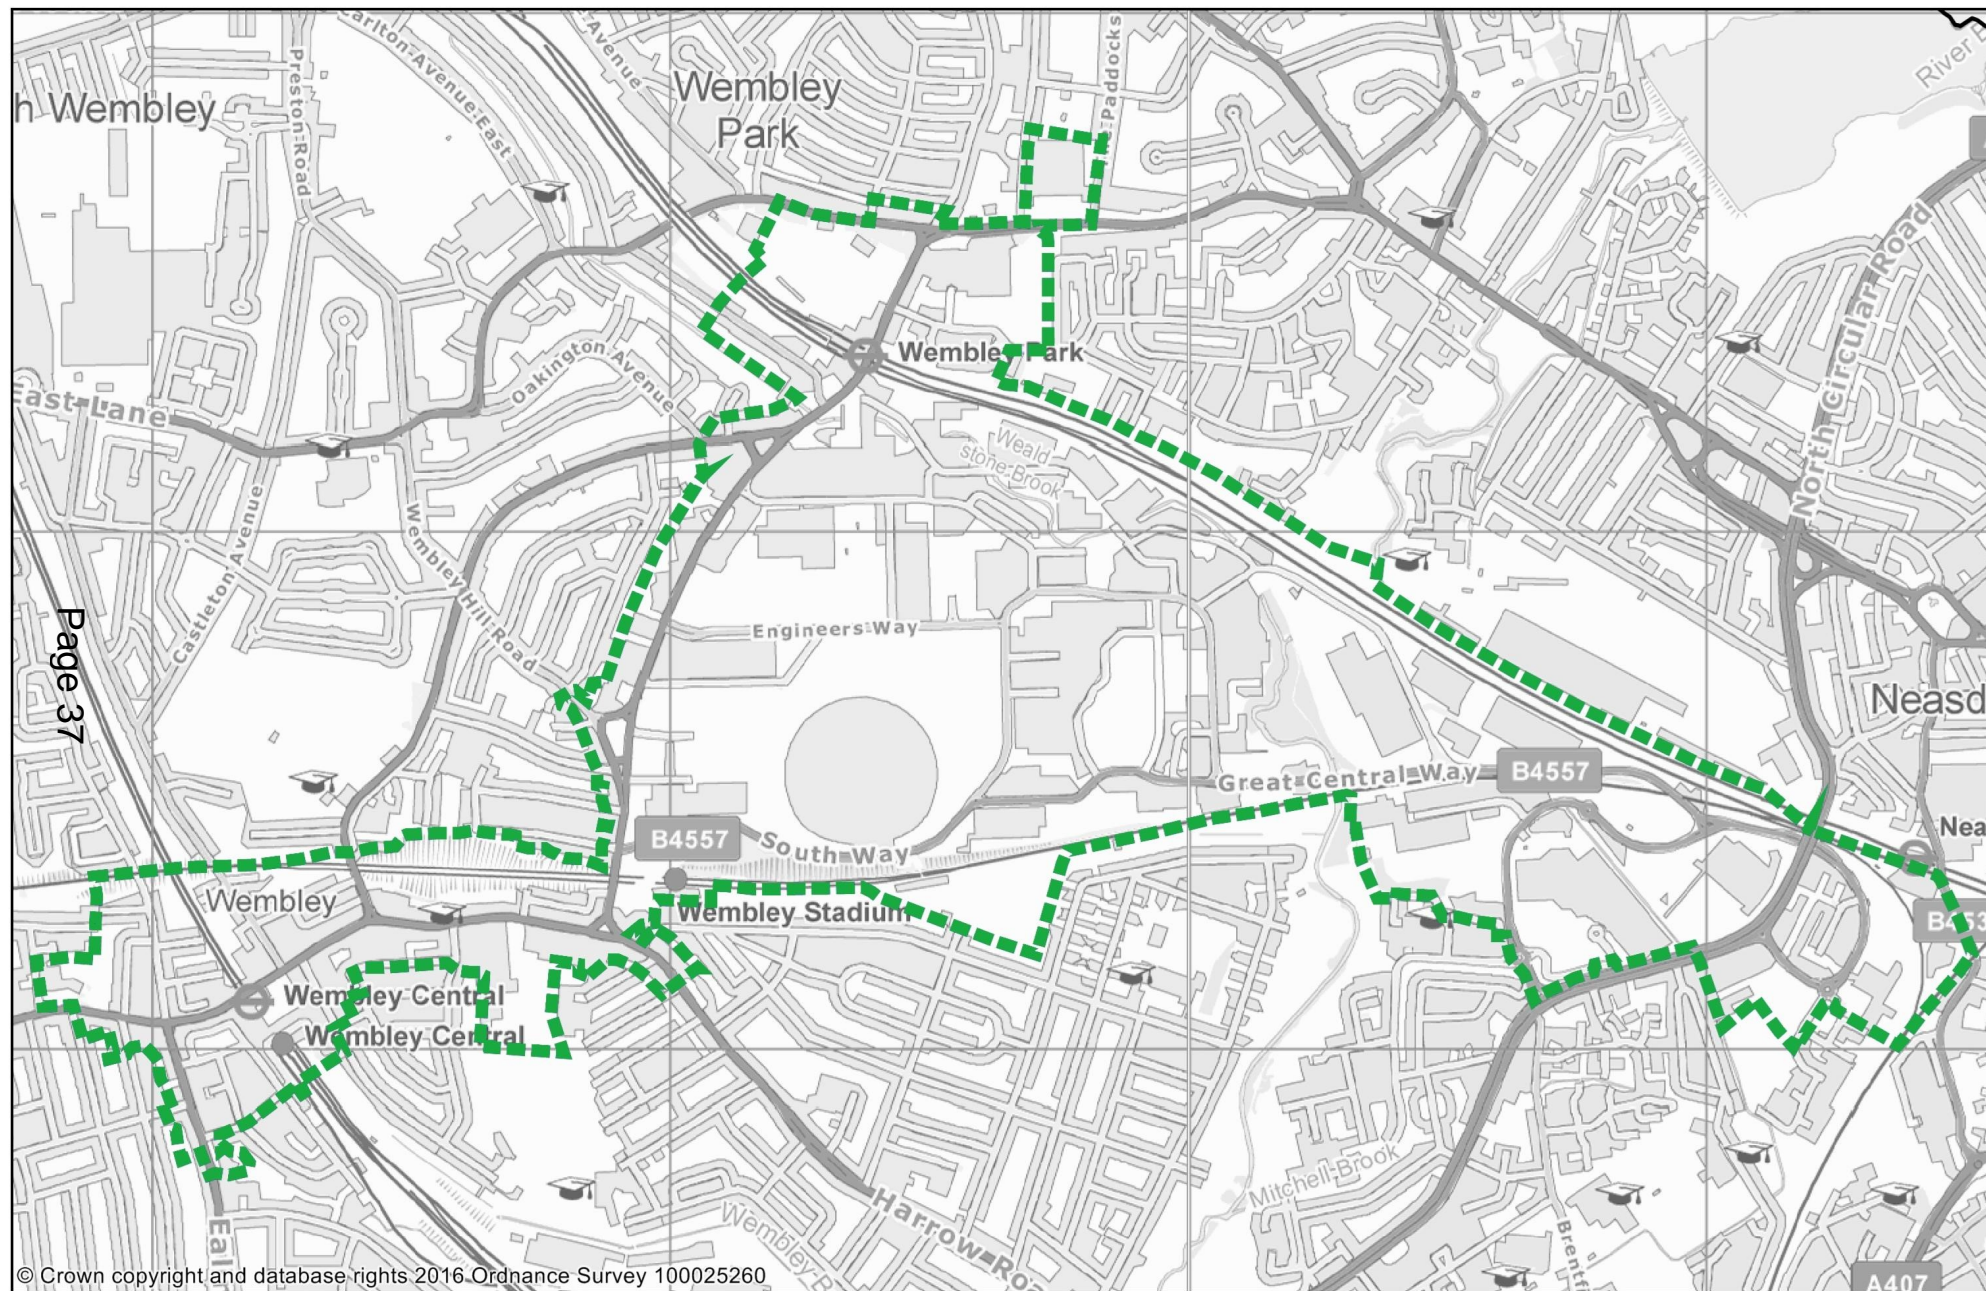 Wembley
Park
h Wembley
Preston Road
Carlton Avenue East
Avenue
Paddocks
River
North Circular Road
Wembley Park
Oakington Avenue
East Lane
Weald
stone Brook
Castleton Avenue
Wembley Hill Road
Engineers Way
Page 37
Neasd
Great Central Way
B4557
B4557
South Way
Nea
Wembley
Wembley Stadium
Wembley Central
Wembley Central
Mitchell Brook
Harrow Roa
Wembley B
Eal
Brentf
A407
© Crown copyright and database rights 2016 Ordnance Survey 100025260